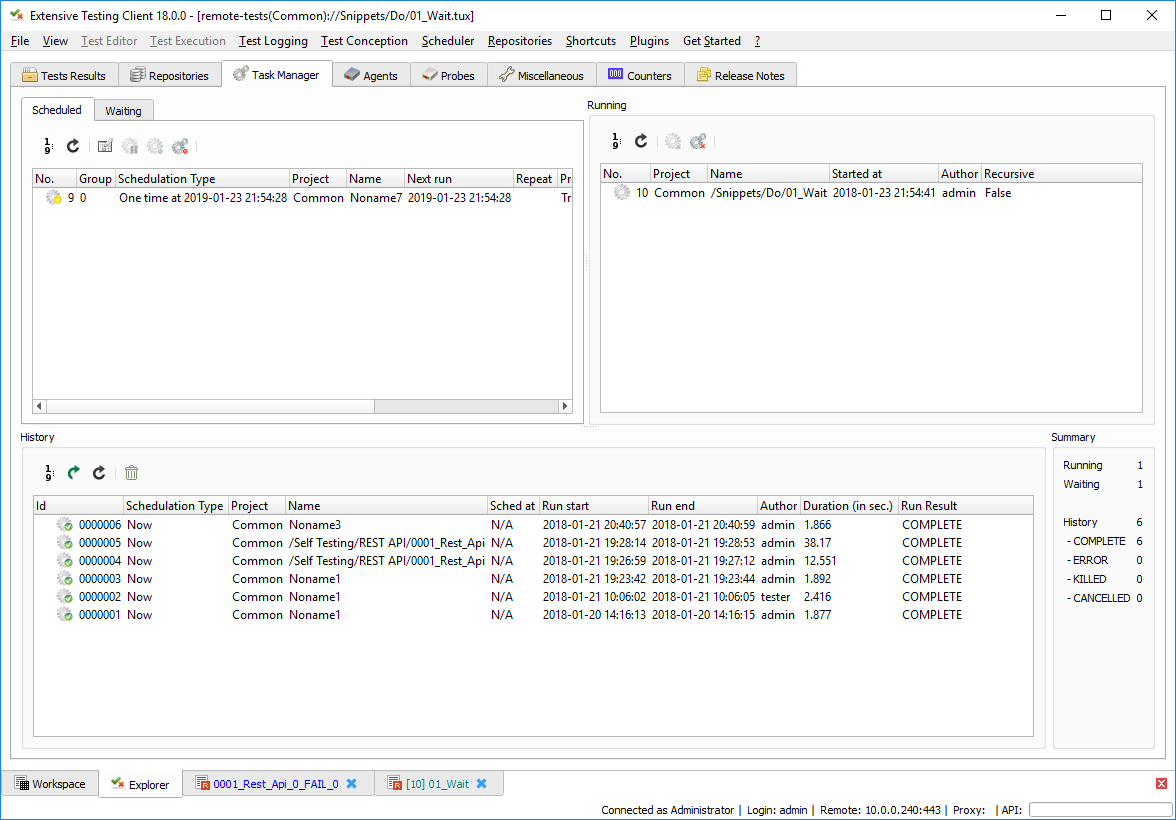 Extensive Testing Client 18.0.0 - [remote-tests(Common)://Snippets/Do/01_Wait.tux]
File View Test Editor Test Execution Test Logging Test Conception Scheduler Repositories Shortcuts Plugins Get Started ?
Tests Results Repositories Task Manager Agents Probes Miscellaneous 000 Counters Release Notes
Scheduled Waiting
No. Group Schedulation Type Project Name Next run Repeat Pr
9 0 One time at 2019-01-23 21:54:28 Common Noname7 2019-01-23 21:54:28 Tr
Running
No. Project Name Started at Author Recursive
10 Common /Snippets/Do/01_Wait 2018-01-23 21:54:41 admin False
History
Id Schedulation Type Project Name Sched at Run start Run end Author Duration (in sec.) Run Result
0000006 Now Common Noname3 N/A 2018-01-21 20:40:57 2018-01-21 20:40:59 admin 1.866 COMPLETE
0000005 Now Common /Self Testing/REST API/0001_Rest_Api N/A 2018-01-21 19:28:14 2018-01-21 19:28:53 admin 38.17 COMPLETE
0000004 Now Common /Self Testing/REST API/0001_Rest_Api N/A 2018-01-21 19:26:59 2018-01-21 19:27:12 admin 12.551 COMPLETE
0000003 Now Common Noname1 N/A 2018-01-21 19:23:42 2018-01-21 19:23:44 admin 1.892 COMPLETE
0000002 Now Common Noname1 N/A 2018-01-21 10:06:02 2018-01-21 10:06:05 tester 2.416 COMPLETE
0000001 Now Common Noname1 N/A 2018-01-20 14:16:13 2018-01-20 14:16:15 admin 1.877 COMPLETE
Summary
Running 1
Waiting 1
History 6
- COMPLETE 6
- ERROR 0
- KILLED 0
- CANCELLED 0
Workspace Explorer 0001_Rest_Api_0_FAIL_0 [10] 01_Wait
Connected as Administrator | Login: admin | Remote: 10.0.0.240:443 | Proxy: | API: